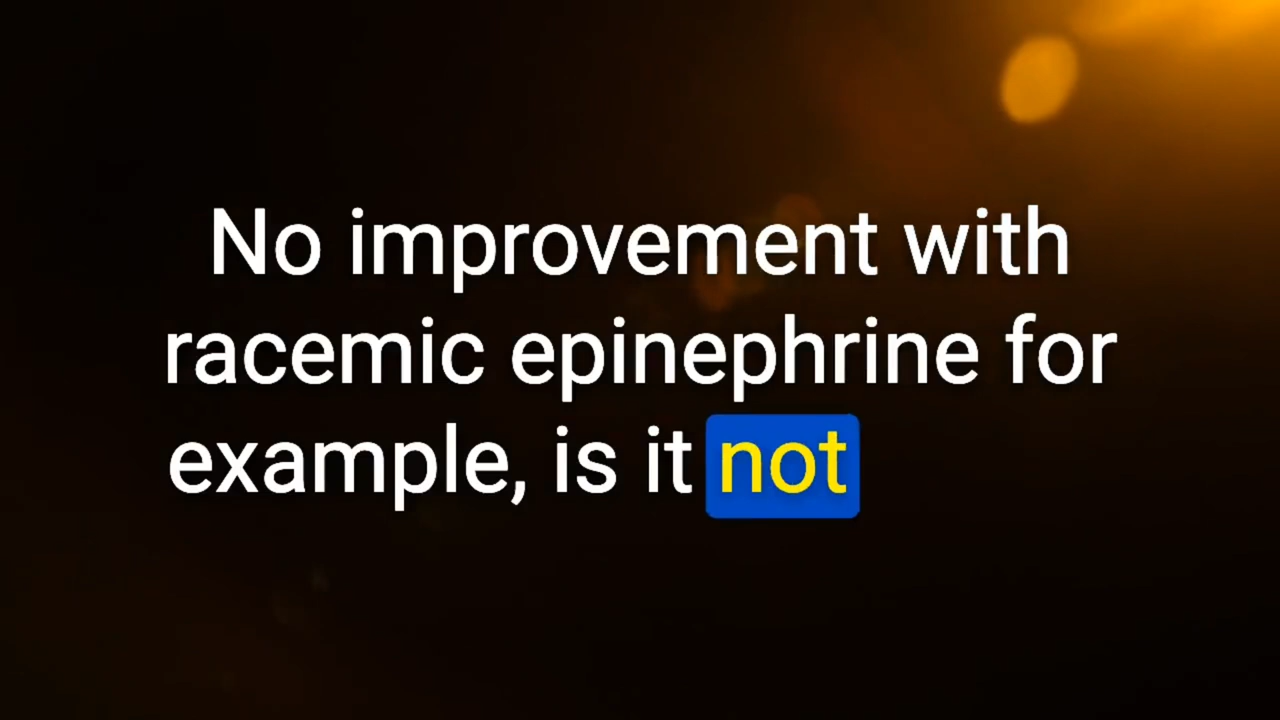 No improvement with
racemic epinephrine for
example, is it not